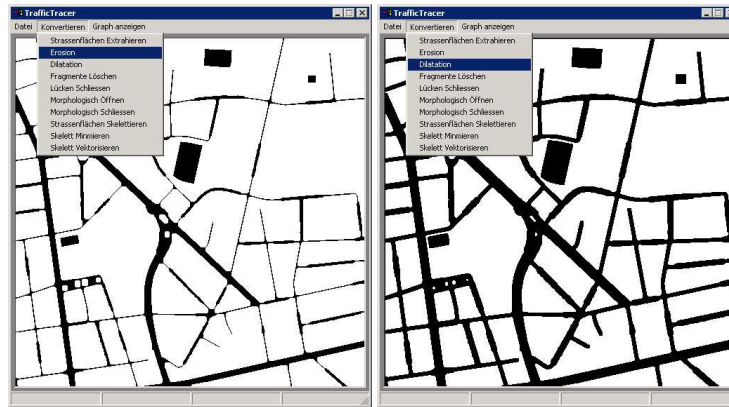 TrafficTracer
Datei Konvertieren Graph anzeigen
Strassenflächen Extrahieren
Erosion
Dilatation
Fragmente Löschen
Lücken Schliessen
Morphologisch Öffnen
Morphologisch Schliessen
Strassenflächen Skelettieren
Skelett Minmieren
Skelett Vektorisieren
TrafficTracer
Datei Konvertieren Graph anzeigen
Strassenflächen Extrahieren
Erosion
Dilatation
Fragmente Löschen
Lücken Schliessen
Morphologisch Öffnen
Morphologisch Schliessen
Strassenflächen Skelettieren
Skelett Minmieren
Skelett Vektorisieren